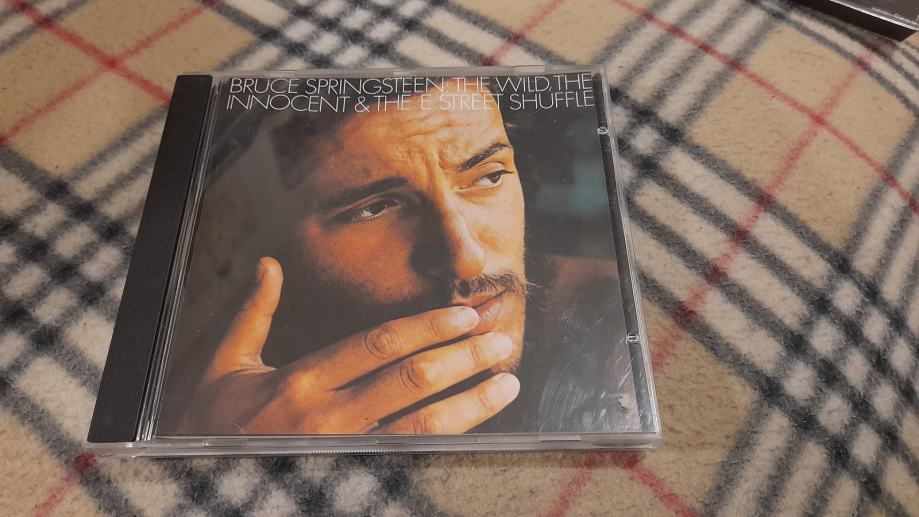 BRUCE SPRINGSTEEN: THE WILD, THE
INNOCENT & THE E STREET SHUFFLE